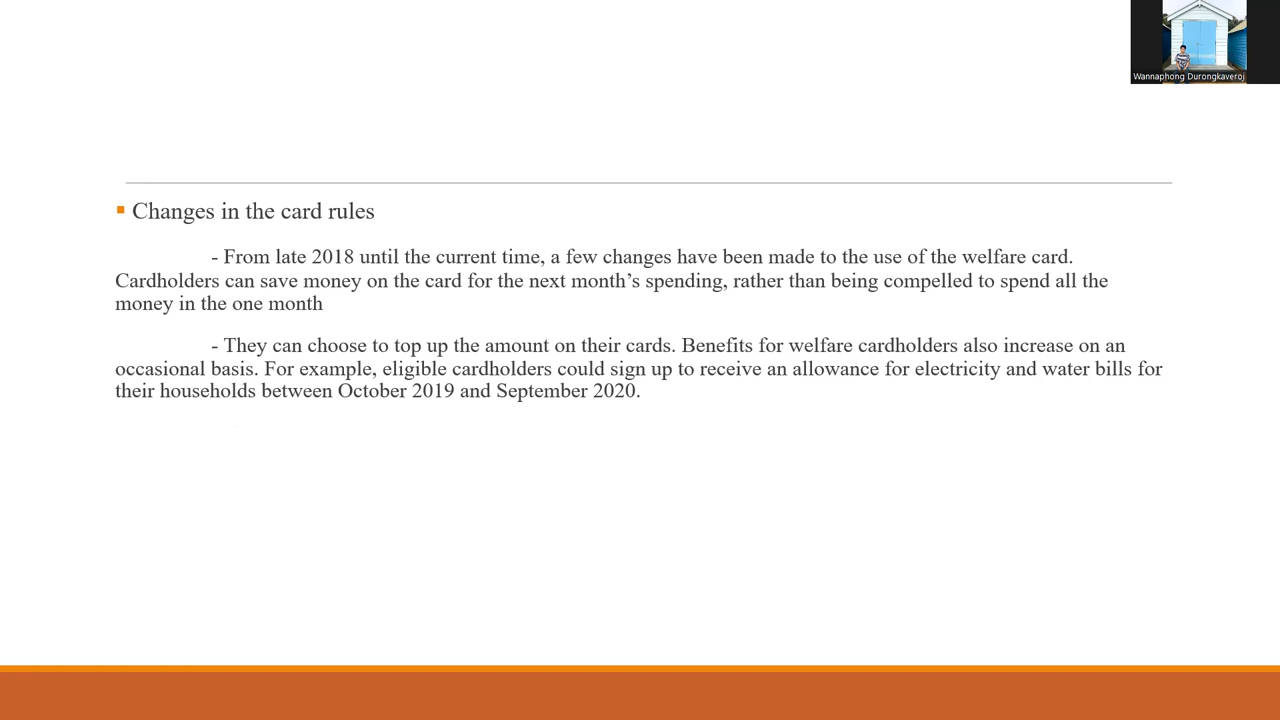 Wannaphong Durongkaveroj
Changes in the card rules
- From late 2018 until the current time, a few changes have been made to the use of the welfare card.
Cardholders can save money on the card for the next month’s spending, rather than being compelled to spend all the
money in the one month
- They can choose to top up the amount on their cards. Benefits for welfare cardholders also increase on an
occasional basis. For example, eligible cardholders could sign up to receive an allowance for electricity and water bills for
their households between October 2019 and September 2020.